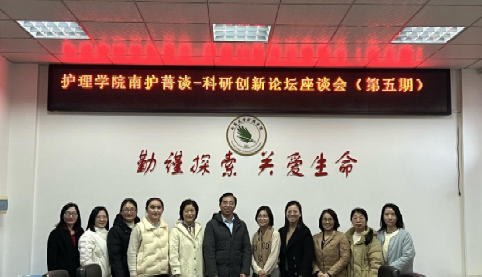 护理学院南护菁谈-科研创新论坛座谈会（第五期）
勤谨探索 关爱生命